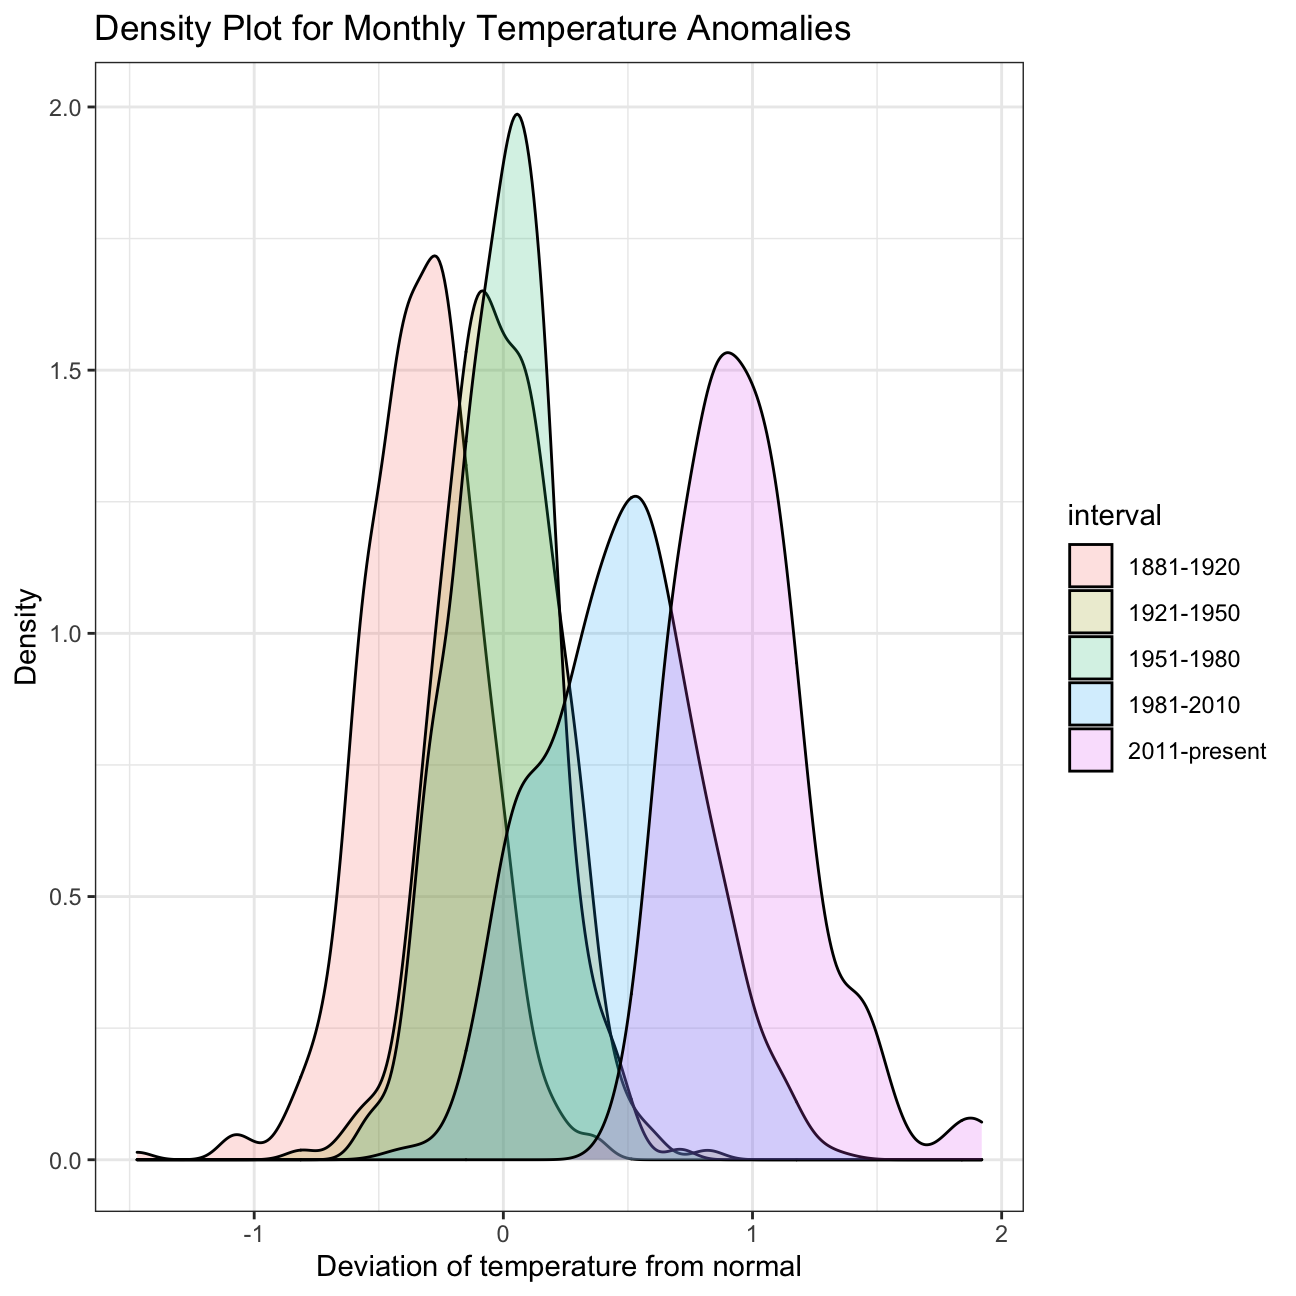 Density Plot for Monthly Temperature Anomalies
2.0
1.5
1.0
0.5
0.0
Density
-1 0 1 2
Deviation of temperature from normal
interval
1881-1920
1921-1950
1951-1980
1981-2010
2011-present